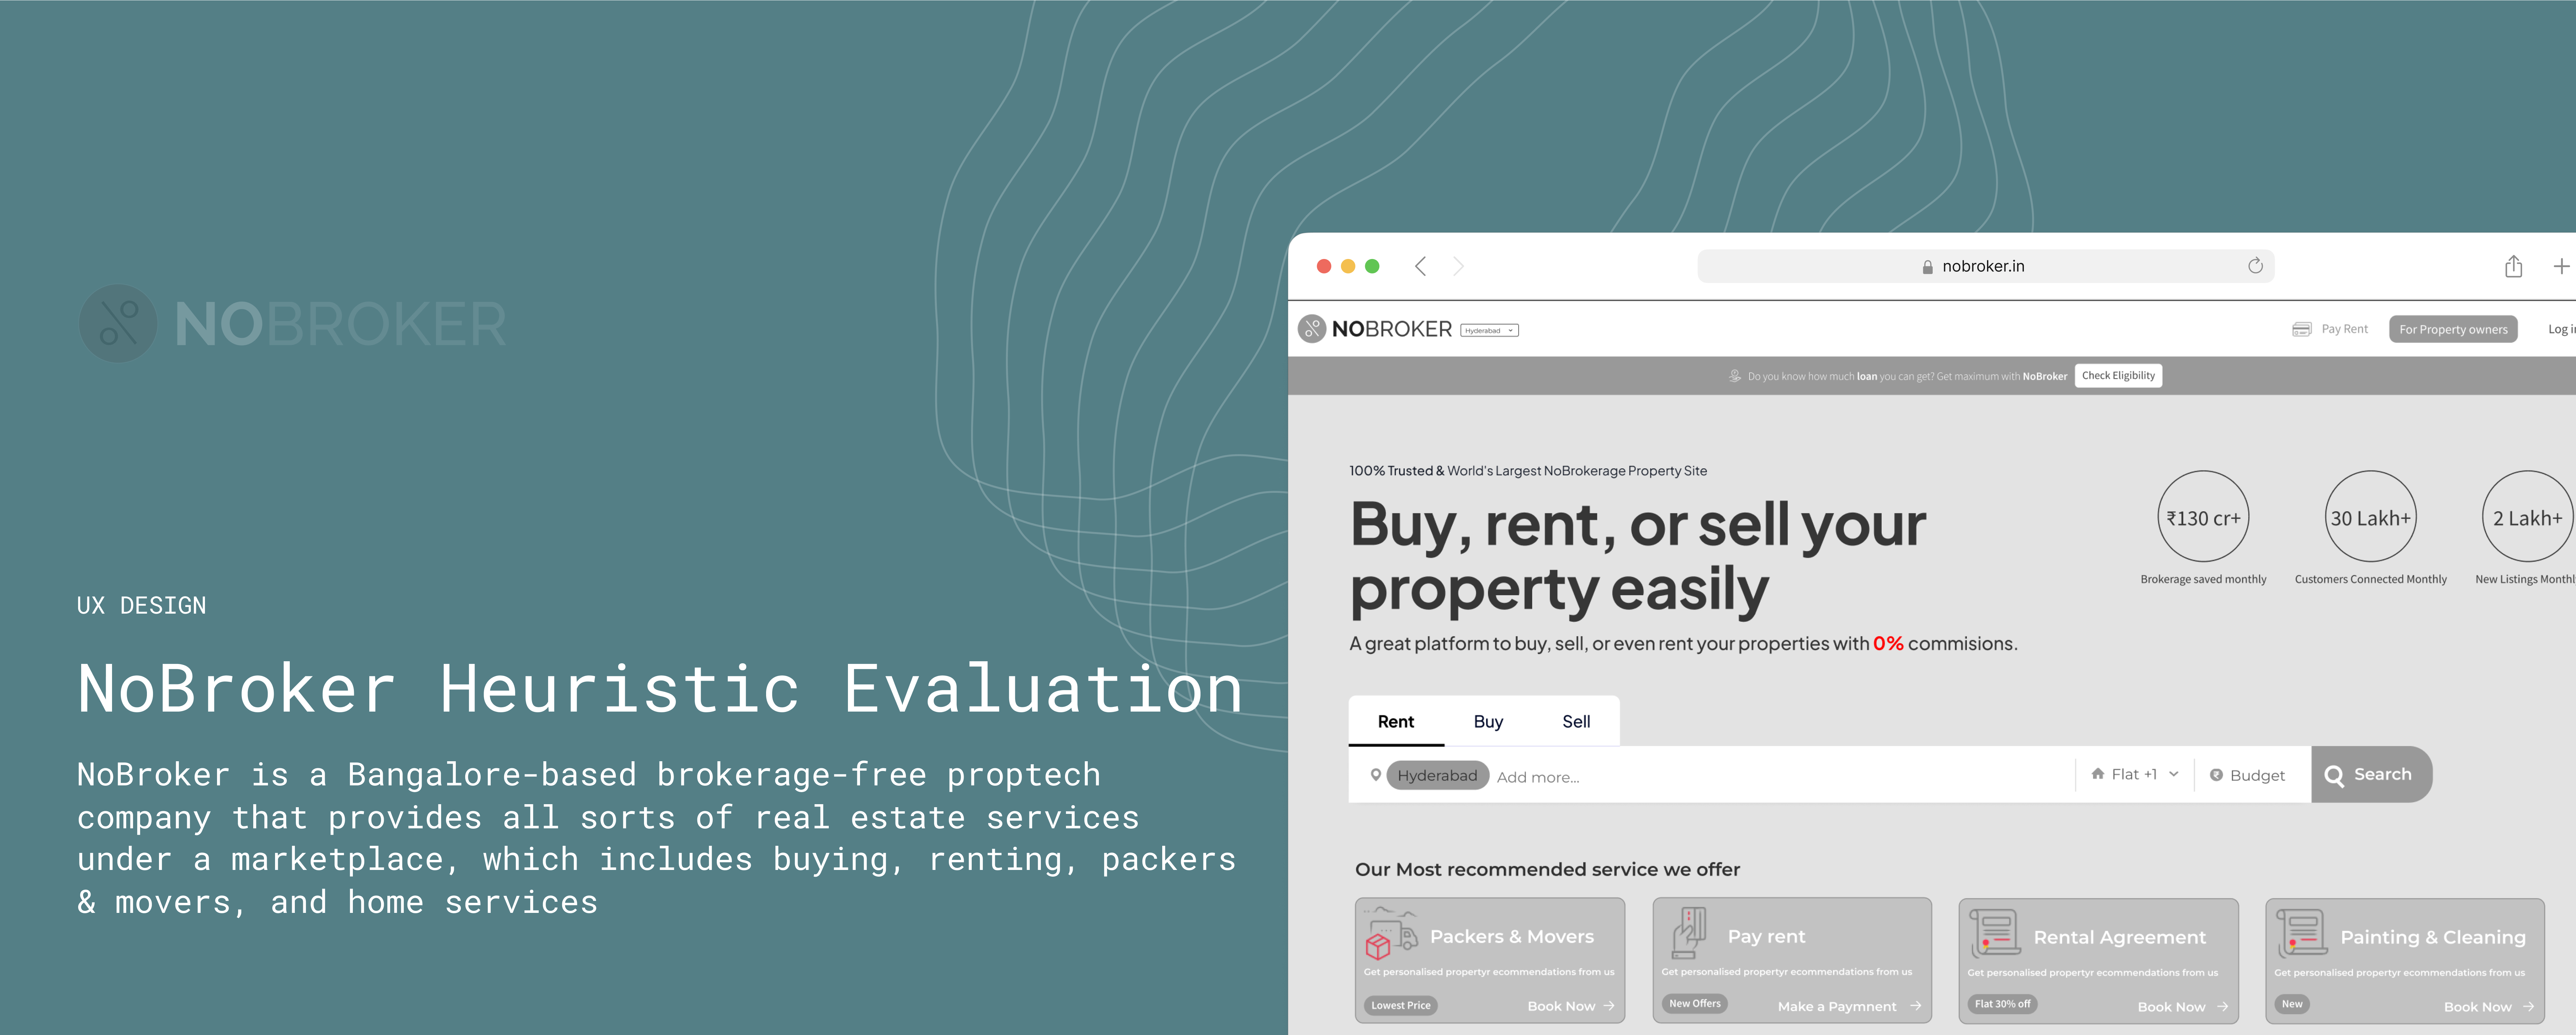 NOBROKER
UX DESIGN
NoBroker Heuristic Evaluation
NoBroker is a Bangalore-based brokerage-free proptech
company that provides all sorts of real estate services
under a marketplace, which includes buying, renting, packers
& movers, and home services
nobroker.in
NOBROKER Hyderabad
Pay Rent For Property owners Log in
Do you know how much loan you can get? Get maximum with NoBroker Check Eligibility
100% Trusted & World's Largest NoBrokerage Property Site
Buy, rent, or sell your
property easily
A great platform to buy, sell, or even rent your properties with 0% commisions.
₹130 cr+ 30 Lakh+ 2 Lakh+
Brokerage saved monthly Customers Connected Monthly New Listings Monthly
Rent Buy Sell
Hyderabad Add more... Flat +1 Budget Search
Our Most recommended service we offer
Packers & Movers
Get personalised propertyr ecommendations from us
Lowest Price Book Now
Pay rent
Get personalised propertyr ecommendations from us
New Offers Make a Paymnent
Rental Agreement
Get personalised propertyr ecommendations from us
Flat 30% off Book Now
Painting & Cleaning
Get personalised propertyr ecommendations from us
New Book Now